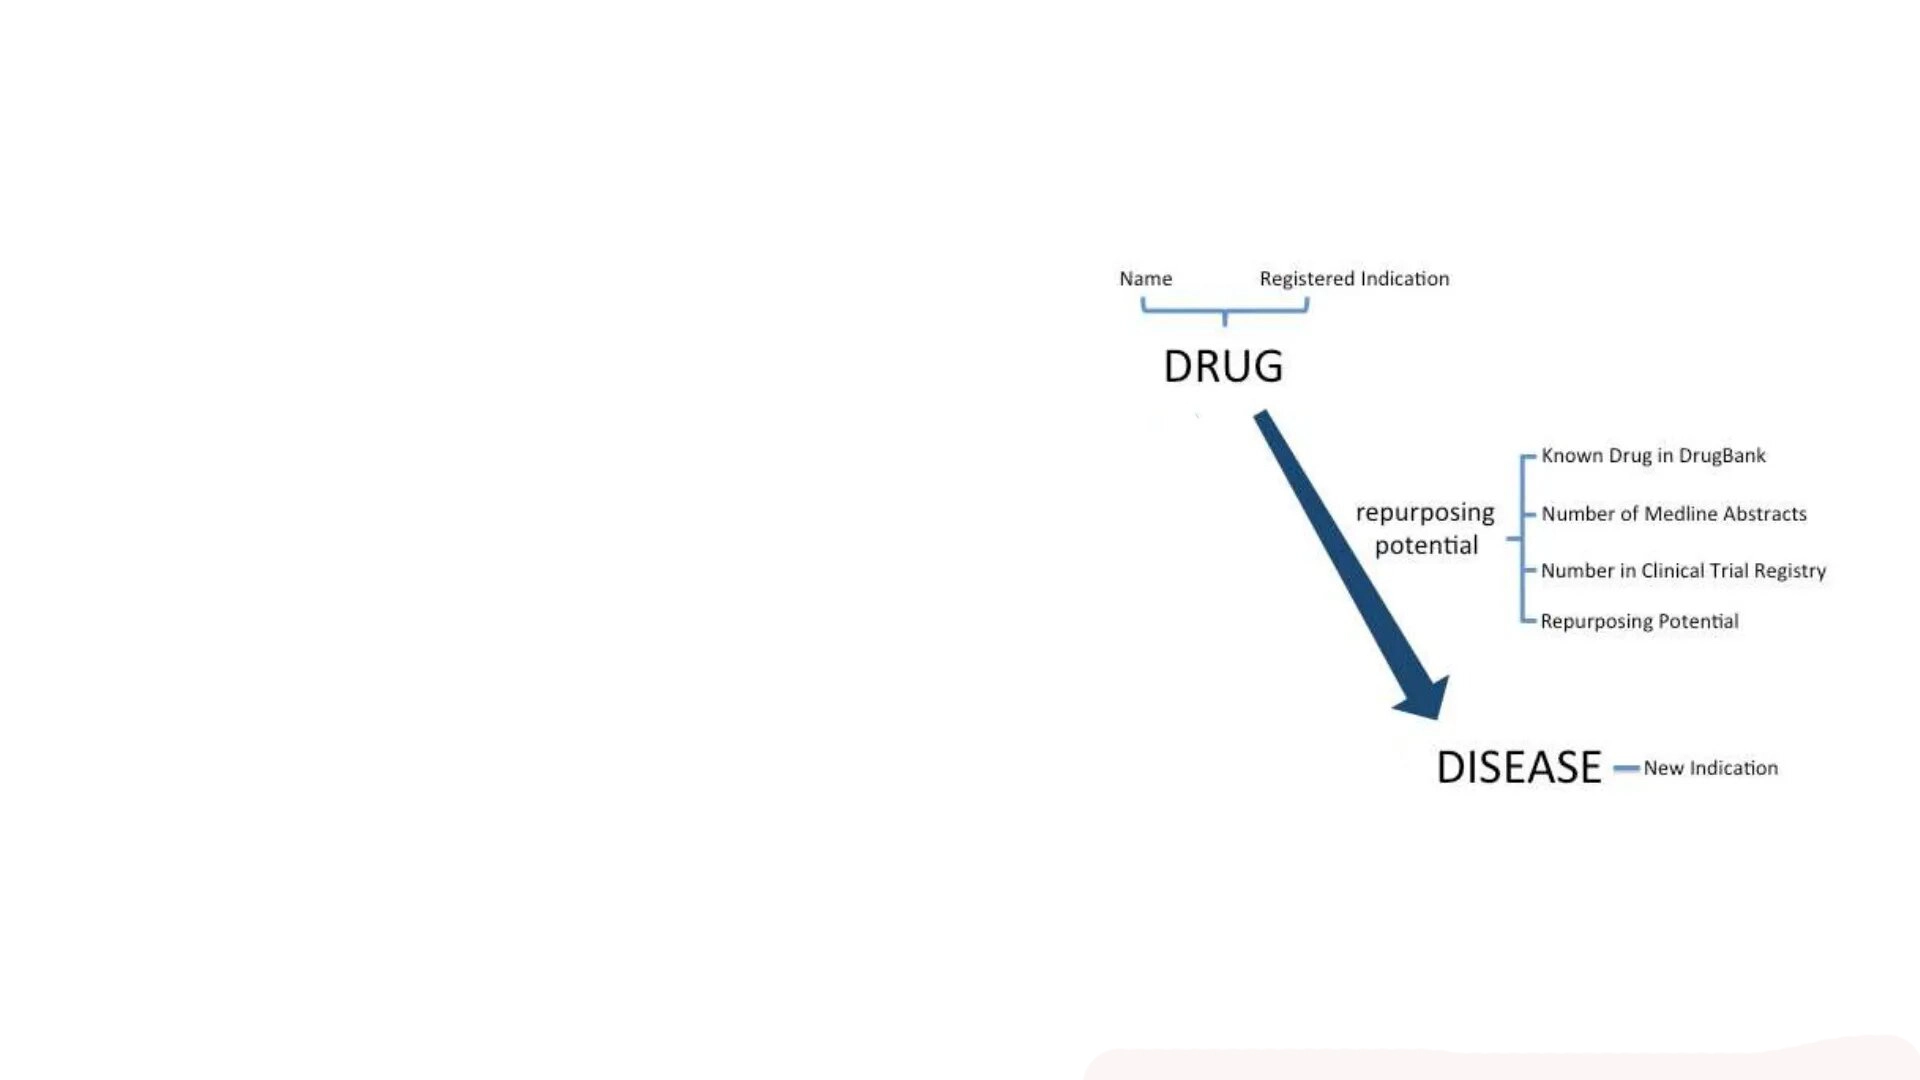 Name Registered Indication
DRUG
Known Drug in DrugBank
repurposing
potential
Number of Medline Abstracts
Number in Clinical Trial Registry
Repurposing Potential
DISEASE New Indication